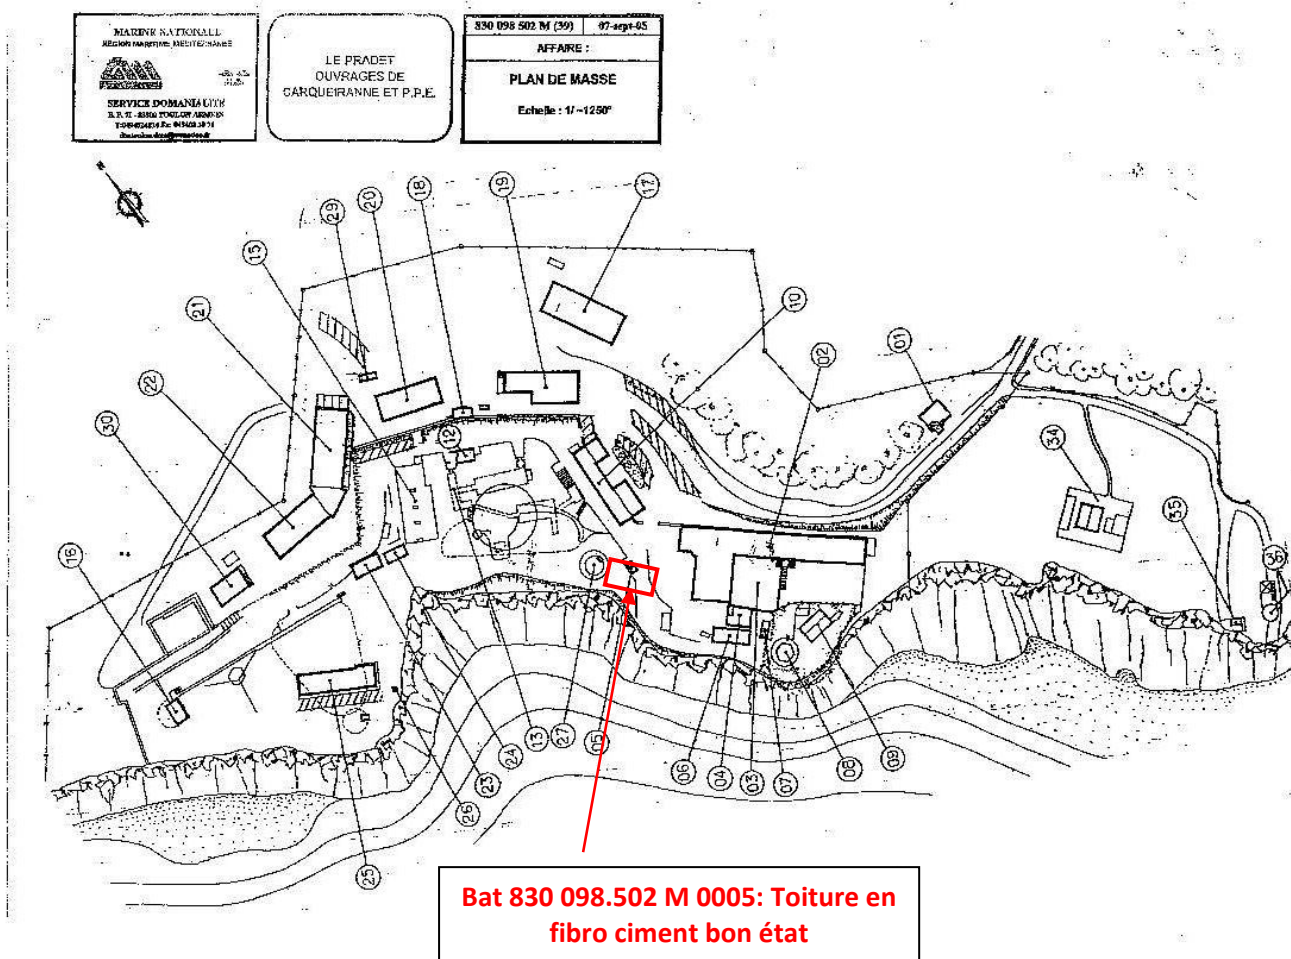 MARINE NATIONALE
REGION MARITIME MEDITERRANEE
SERVICE DOMANIALITE
LE PRADET
OUVRAGES DE
CARQUEIRANNE ET P.P.E.
830 098 502 M (39) 07-sept-05
AFFAIRE :
PLAN DE MASSE
Echelle : 1/~1250°
18
19
17
20
29
15
10
21
01
02
22
12
30
34
35
36
16
13
27
05
24
23
26
06
04
03
07
08
09
25
Bat 830 098.502 M 0005: Toiture en
fibro ciment bon état